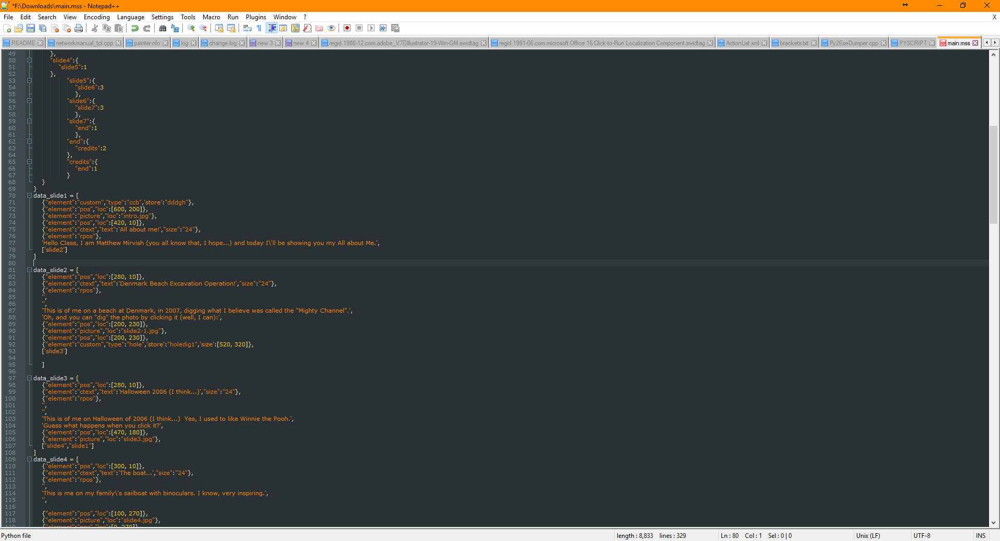 *F:\Downloads\main.mss - Notepad++
File Edit Search View Encoding Language Settings Tools Macro Run Plugins Window ? X
README networkmanual_tpl.cpp painter.nfo log change.log new 3 new 4 regid.1986-12.com.adobe_V7{}Illustrator-19-Win-GM.swidtag regid.1991-06.com.microsoft Office 16 Click-to-Run Localization Component.swidtag ActionList.xml brackets.txt Py2ExeDumper.cpp PYSCRIPT main.mss
49 },
50 "slide4":{
51 "slide5":1
52 },
53 "slide5":{
54 "slide6":3
55 },
56 "slide6":{
57 "slide7":3
58 },
59 "slide7":{
60 "end":1
61 },
62 "end":{
63 "credits":2
64 },
65 "credits":{
66 "end":1
67 }
68 }
69 }
70 data_slide1 = [
71 {"element":"custom","type":"ccb",'store':"dddgh"},
72 {"element":"pos","loc":[600, 200]},
73 {"element":"picture","loc":"intro.jpg"},
74 {"element":"pos","loc":[420, 10]},
75 {"element":"ctext","text":'All about me!',"size":"24"},
76 {"element":"rpos"},
77 'Hello Class, I am Matthew Mirvish (you all know that, I hope...) and today I\'ll be showing you my All about Me.',
78 ['slide2']
79 ]
80
81 data_slide2 = [
82 {"element":"pos","loc":[280, 10]},
83 {"element":"ctext","text":'Denmark Beach Excavation Operation!',"size":"24"},
84 {"element":"rpos"},
85 '',
86 '',
87 'This is of me on a beach at Denmark, in 2007, digging what I believe was called the "Mighty Channel".',
88 'Oh, and you can "dig" the photo by clicking it (well, I can):',
89 {"element":"pos","loc":[200, 230]},
90 {"element":"picture","loc":"slide2-1.jpg"},
91 {"element":"pos","loc":[200, 230]},
92 {"element":"custom","type":"hole",'store':"holedig1",'size':[520, 320]},
93 ['slide3']
94
95 ]
96
97 data_slide3 = [
98 {"element":"pos","loc":[280, 10]},
99 {"element":"ctext","text":'Halloween 2006 (I think...)',"size":"24"},
100 {"element":"rpos"},
101 '',
102 '',
103 'This is of me on Halloween of 2006 (I think...)  Yes, I used to like Winnie the Pooh.',
104 'Guess what happens when you click it?',
105 {"element":"pos","loc":[470, 180]},
106 {"element":"picture","loc":"slide3.jpg"},
107 ["slide4","slide1"]
108 ]
109 data_slide4 = [
110 {"element":"pos","loc":[300, 10]},
111 {"element":"ctext","text":'The boat...',"size":"24"},
112 {"element":"rpos"},
113 '',
114 'This is me on my family\'s sailboat with binoculars. I know, very inspiring.',
115 '',
116
117 {"element":"pos","loc":[100, 270]},
118 {"element":"picture","loc":"slide4.jpg"},
119 {"element":"pos","loc":[0, 270]},
Python file length : 8,833 lines : 329 Ln : 80 Col : 1 Sel : 0 | 0 Unix (LF) UTF-8 INS